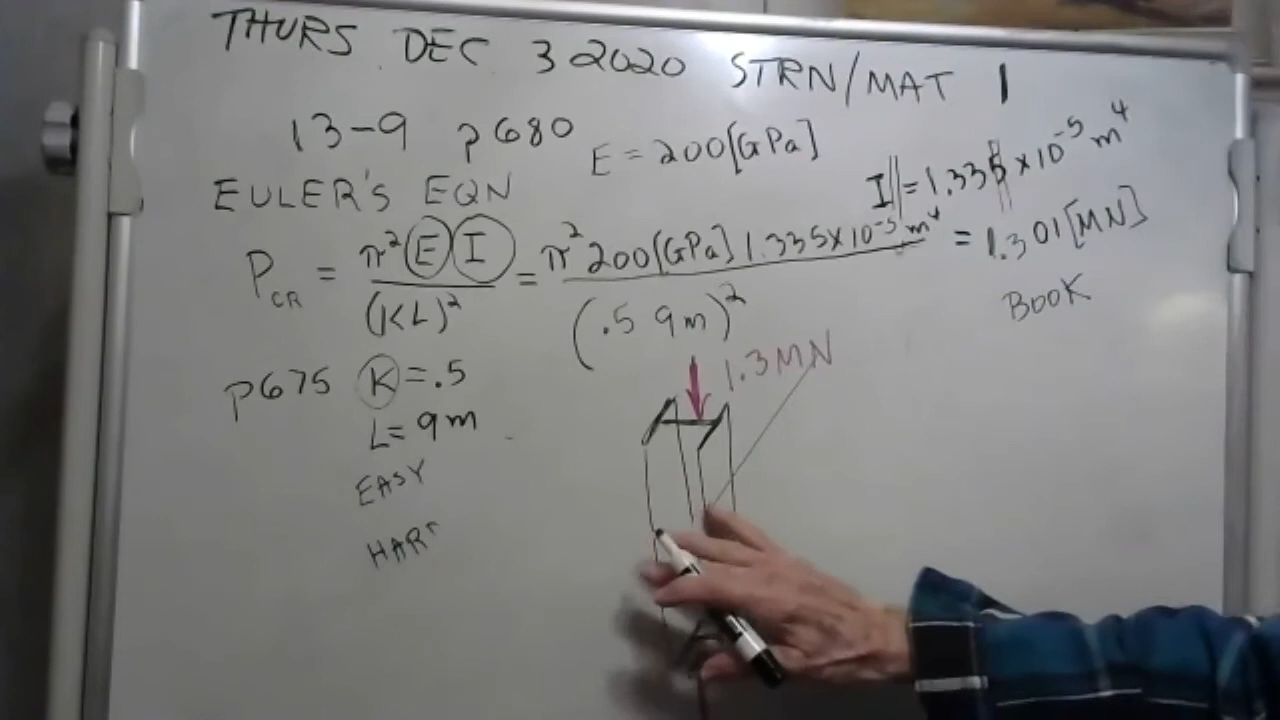 THURS DEC 3 2020 STRN/MAT 1
13-9 p680 E = 200[GPa]
I = 1.335 x 10⁻⁵ m⁴
EULER'S EQN
P_CR = π² E I / (KL)² = π² 200[GPa] 1.335x10⁻⁵ m⁴ / (.5 9m)² = 1.301[MN]
BOOK
p675 K = .5
1.3MN
L = 9m
EASY
HARD